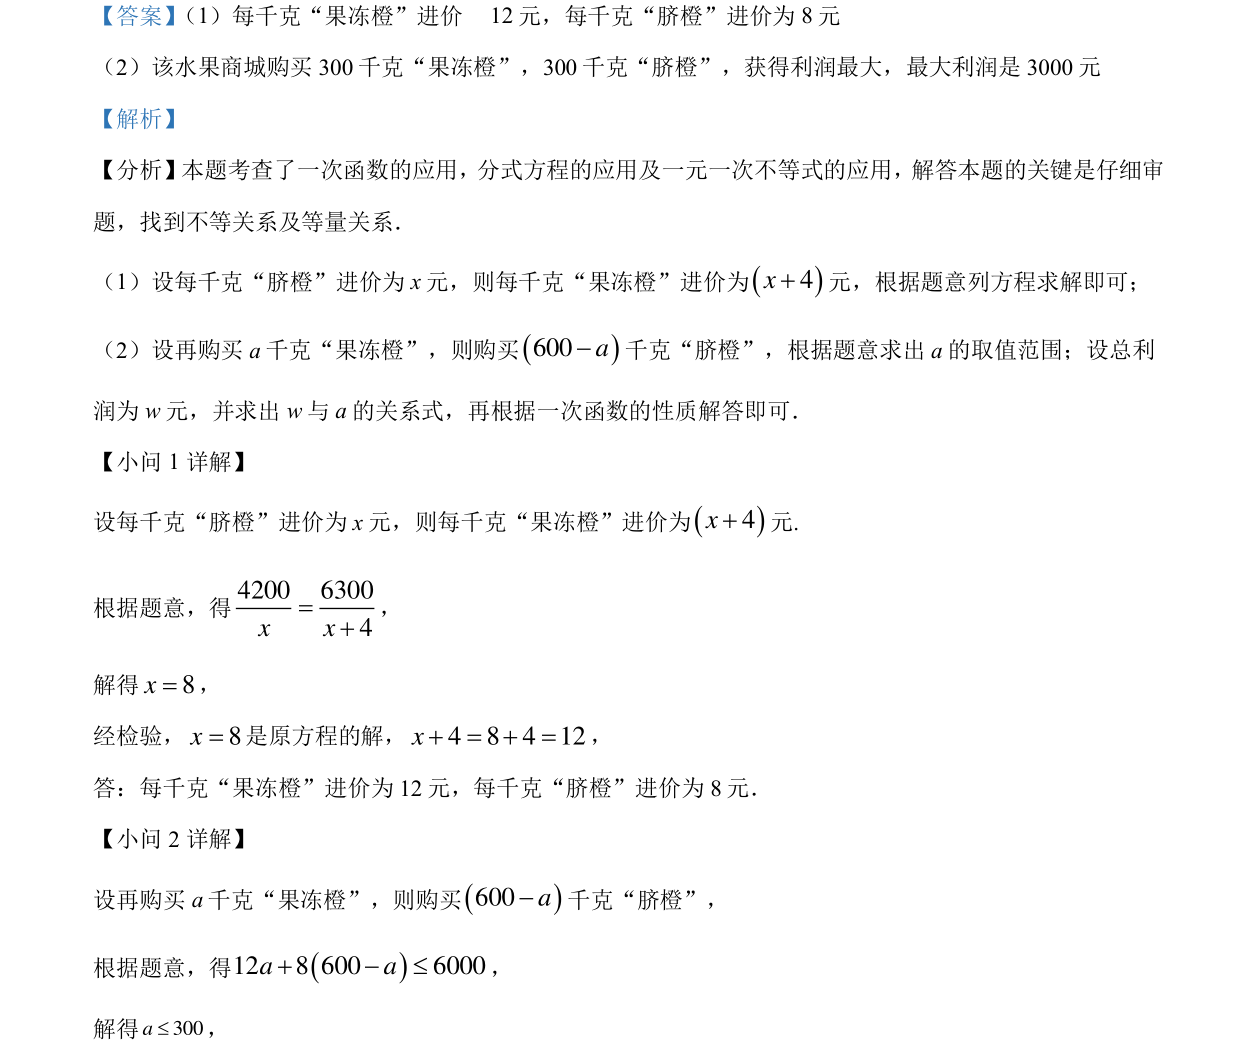 【答案】（1）每千克“果冻橙”进价 12 元，每千克“脐橙”进价为 8 元
（2）该水果商城购买 300 千克“果冻橙”，300 千克“脐橙”，获得利润最大，最大利润是 3000 元
【解析】
【分析】本题考查了一次函数的应用，分式方程的应用及一元一次不等式的应用，解答本题的关键是仔细审
题，找到不等关系及等量关系．
（1）设每千克“脐橙”进价为 x 元，则每千克“果冻橙”进价为(x+4)元，根据题意列方程求解即可；
（2）设再购买 a 千克“果冻橙”，则购买(600−a)千克“脐橙”，根据题意求出 a 的取值范围；设总利
润为 w 元，并求出 w 与 a 的关系式，再根据一次函数的性质解答即可．
【小问 1 详解】
设每千克“脐橙”进价为 x 元，则每千克“果冻橙”进价为(x+4)元.
根据题意，得 4200/x = 6300/(x+4)，
解得 x=8，
经检验， x=8是原方程的解， x+4=8+4=12，
答：每千克“果冻橙”进价为 12 元，每千克“脐橙”进价为 8 元．
【小问 2 详解】
设再购买 a 千克“果冻橙”，则购买(600−a)千克“脐橙”，
根据题意，得12a+8(600−a)≤6000，
解得 a≤300，